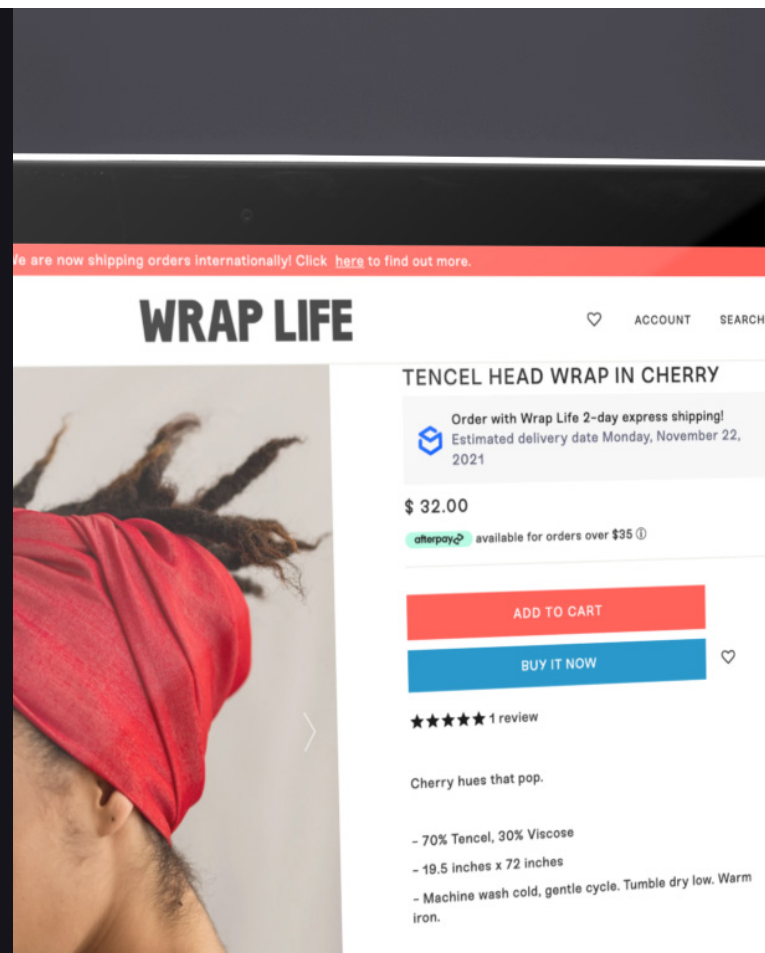 We are now shipping orders internationally! Click here to find out more.
WRAP LIFE
ACCOUNT SEARCH
TENCEL HEAD WRAP IN CHERRY
Order with Wrap Life 2-day express shipping!
Estimated delivery date Monday, November 22,
2021
$ 32.00
afterpay available for orders over $35
ADD TO CART
BUY IT NOW
1 review
Cherry hues that pop.
- 70% Tencel, 30% Viscose
- 19.5 inches x 72 inches
- Machine wash cold, gentle cycle. Tumble dry low. Warm
iron.